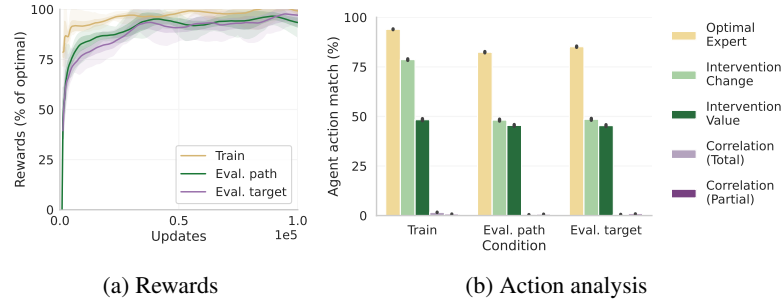 100
75
50
25
0
Rewards (% of optimal)
Train
Eval. path
Eval. target
0.0
0.5
1.0
1e5
Updates
(a) Rewards
100
75
50
25
0
Agent action match (%)
Train
Eval. path
Eval. target
Condition
Optimal
Expert
Intervention
Change
Intervention
Value
Correlation
(Total)
Correlation
(Partial)
(b) Action analysis